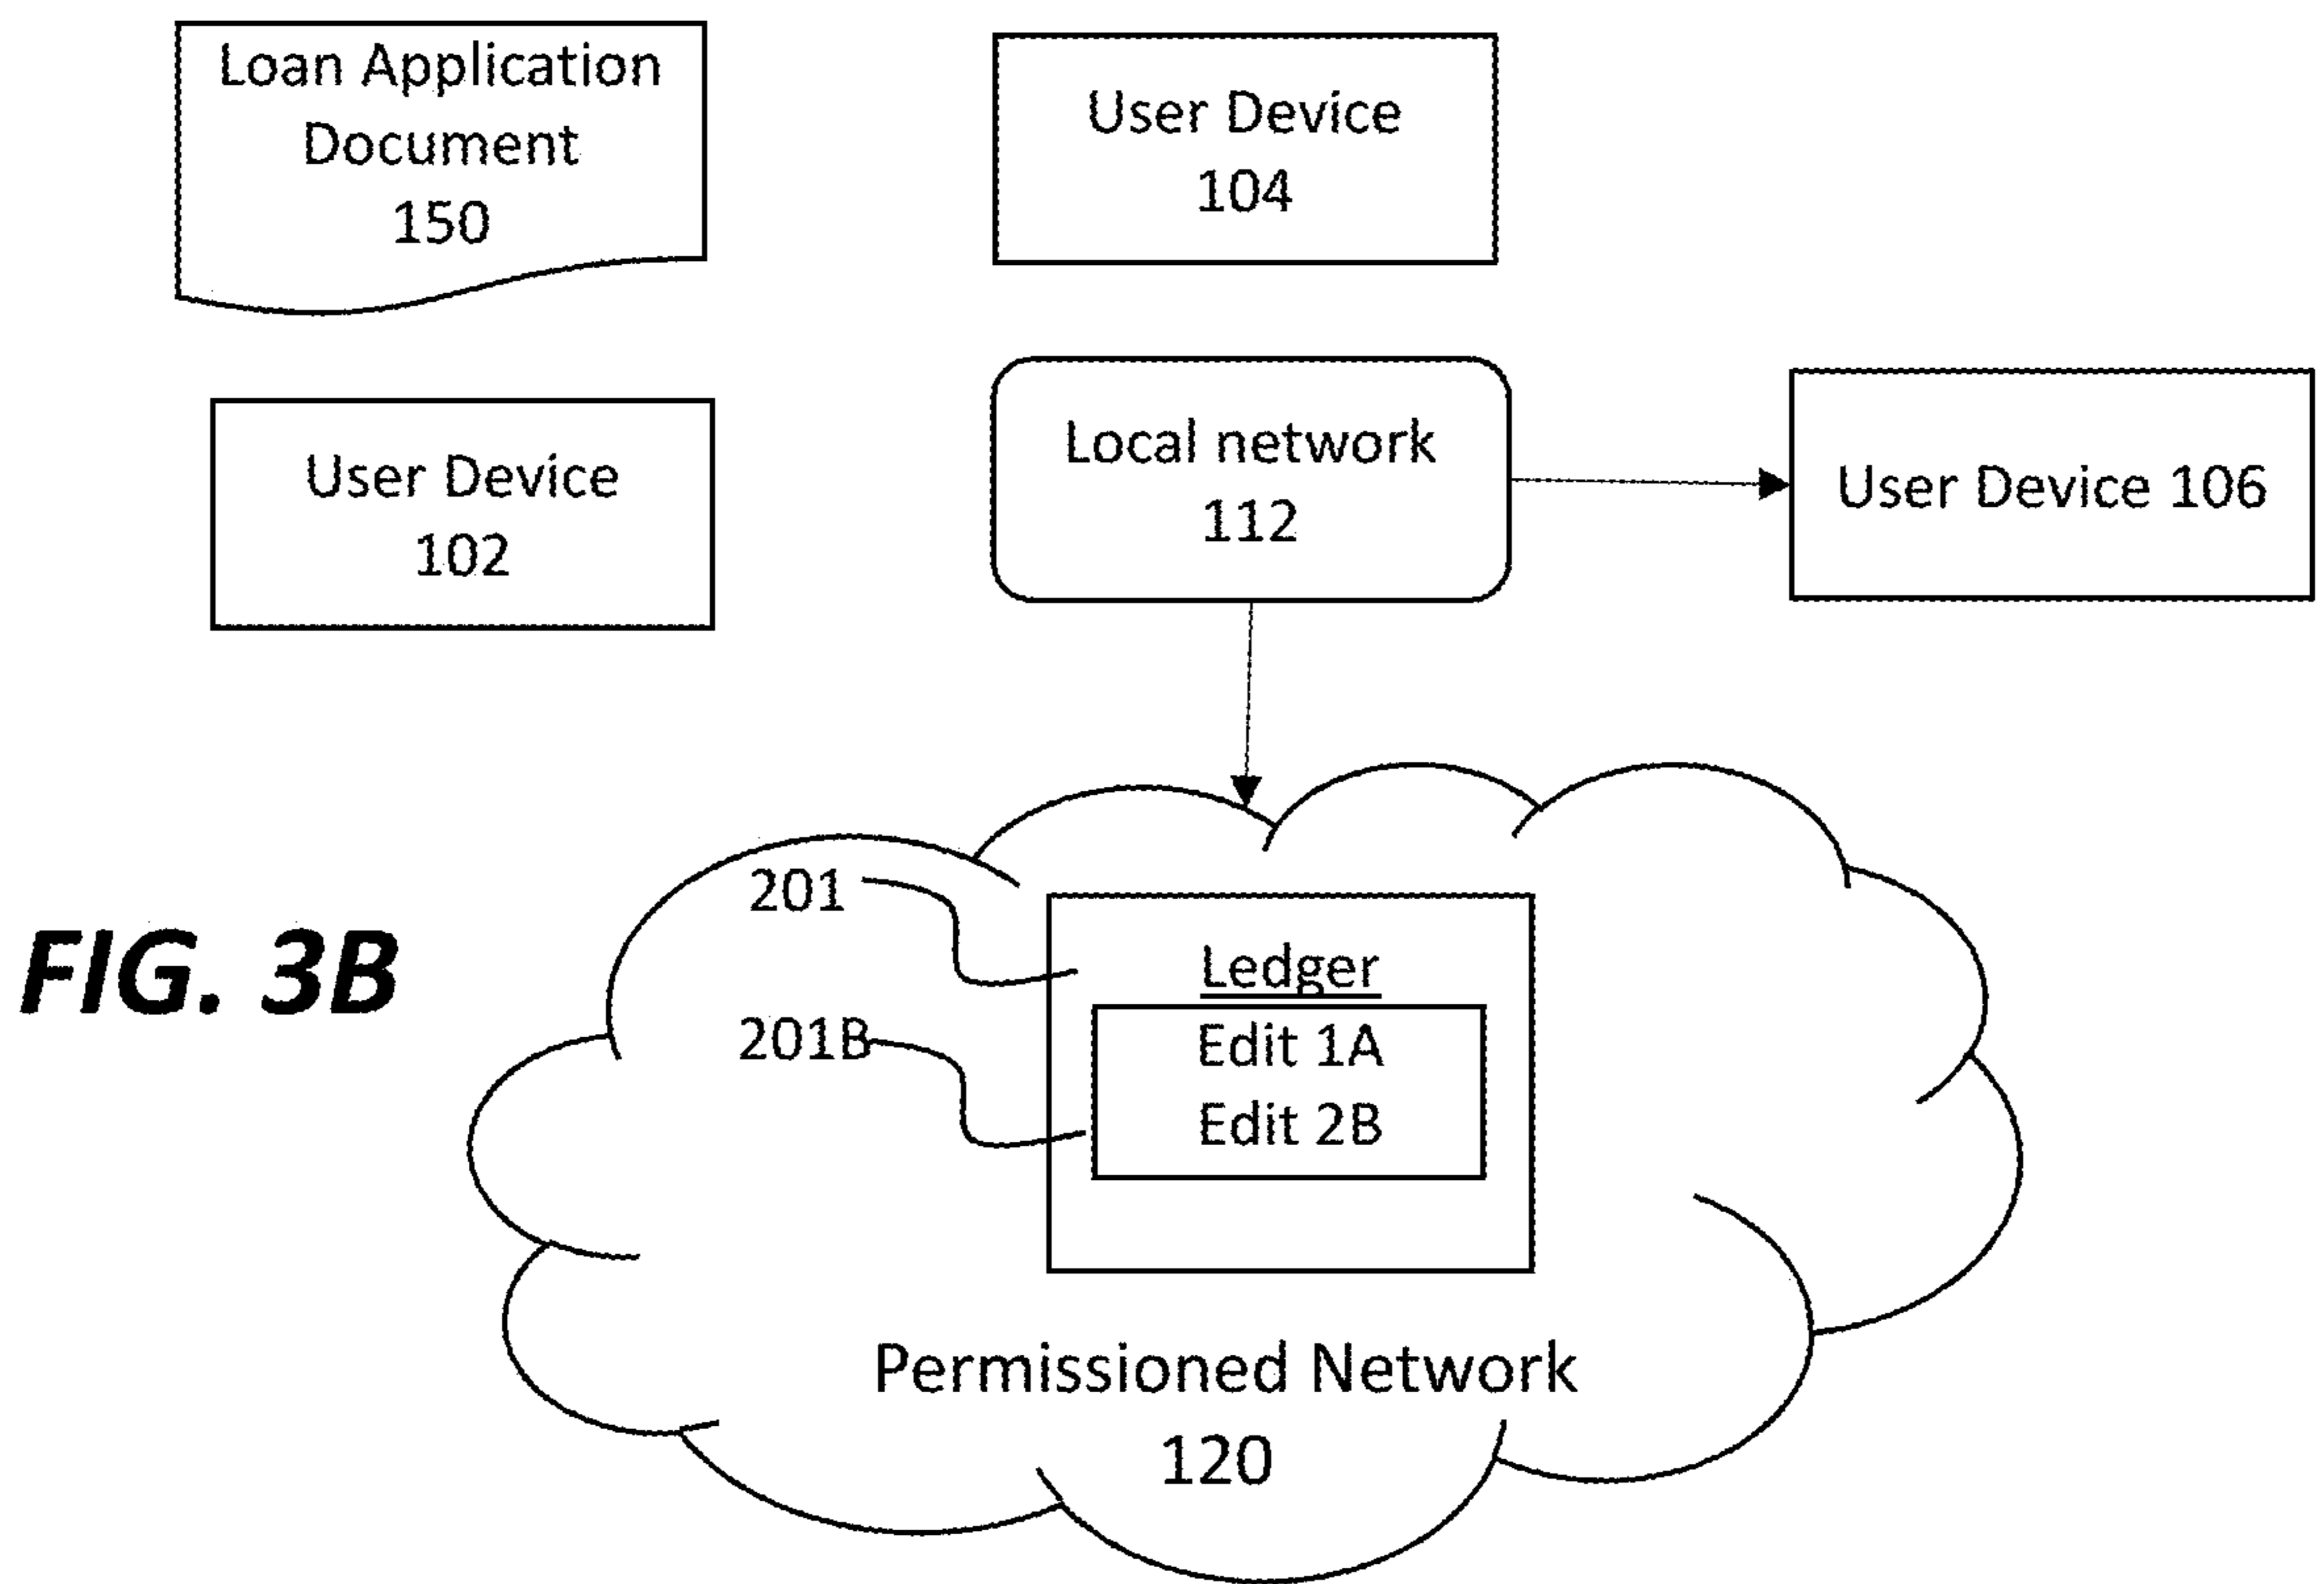 Loan Application
Document
150
User Device
104
User Device
102
Local network
112
User Device 106
FIG. 3B
201
201B
Ledger
Edit 1A
Edit 2B
Permissioned Network
120